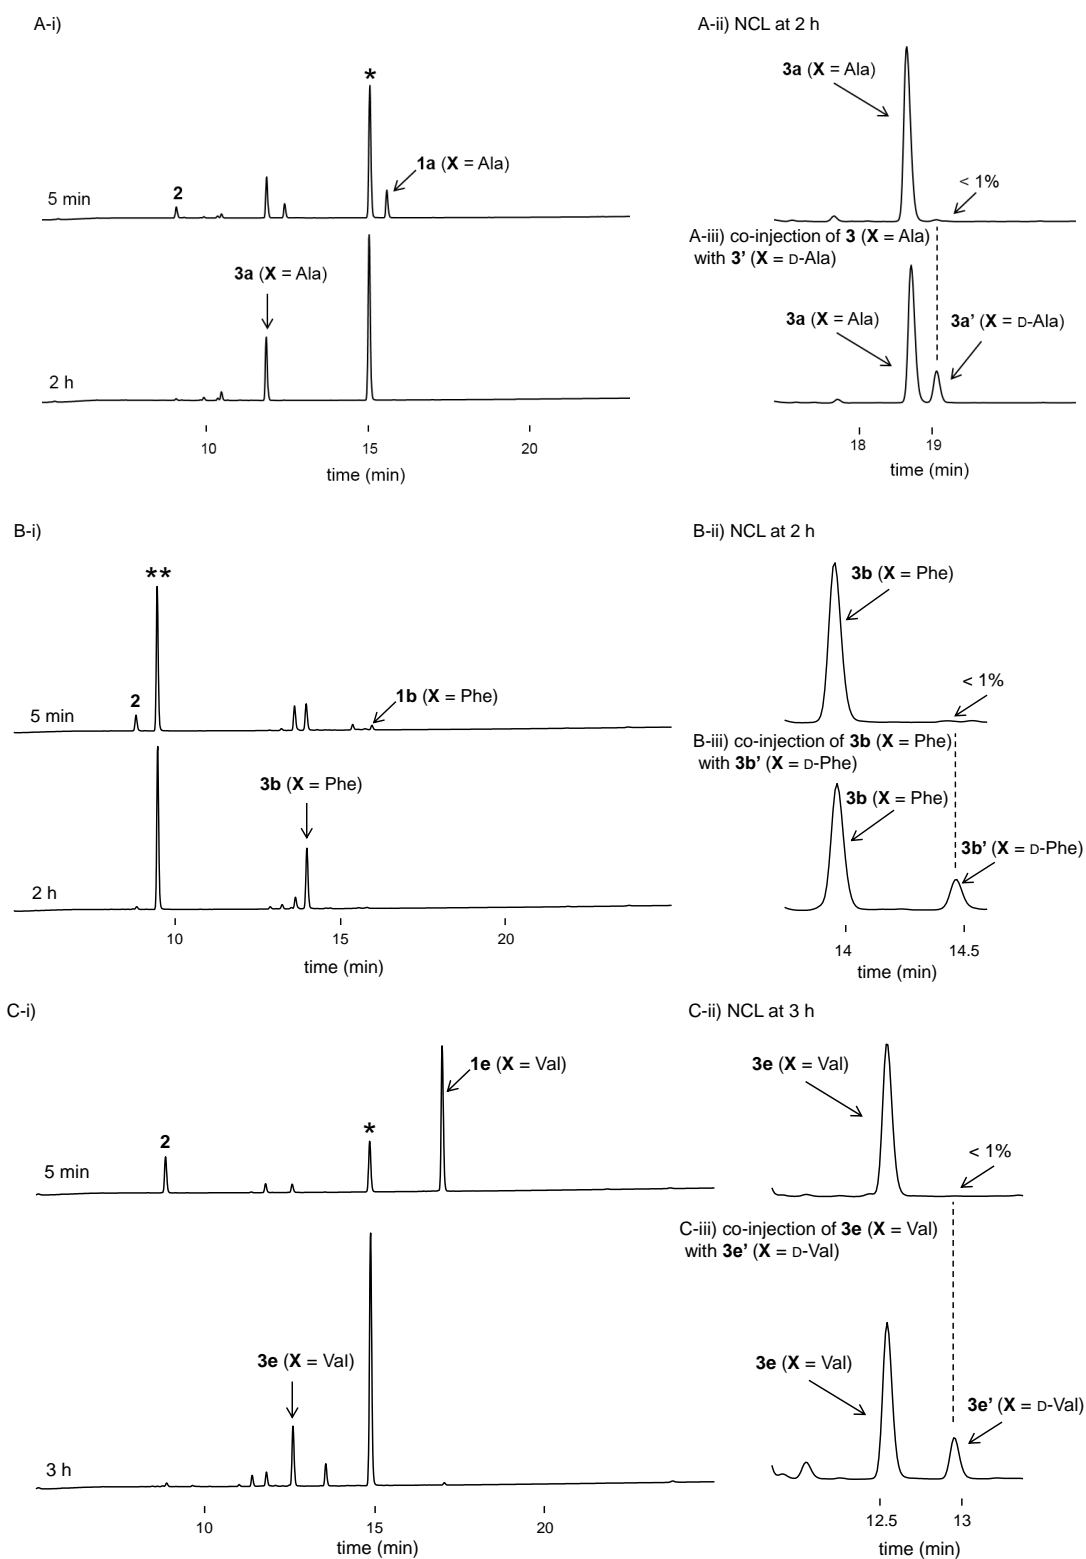 A-i)
*
1a (X = Ala)
5 min
2
3a (X = Ala)
2 h
10
15
20
time (min)
A-ii) NCL at 2 h
3a (X = Ala)
< 1%
A-iii) co-injection of 3 (X = Ala)
with 3' (X = D-Ala)
3a (X = Ala)
3a' (X = D-Ala)
18
19
time (min)
B-i)
**
2
1b (X = Phe)
5 min
3b (X = Phe)
2 h
10
15
20
time (min)
B-ii) NCL at 2 h
3b (X = Phe)
< 1%
B-iii) co-injection of 3b (X = Phe)
with 3b' (X = D-Phe)
3b (X = Phe)
3b' (X = D-Phe)
14
14.5
time (min)
C-i)
1e (X = Val)
2
*
5 min
3e (X = Val)
3 h
10
15
20
time (min)
C-ii) NCL at 3 h
3e (X = Val)
< 1%
C-iii) co-injection of 3e (X = Val)
with 3e' (X = D-Val)
3e (X = Val)
3e' (X = D-Val)
12.5
13
time (min)